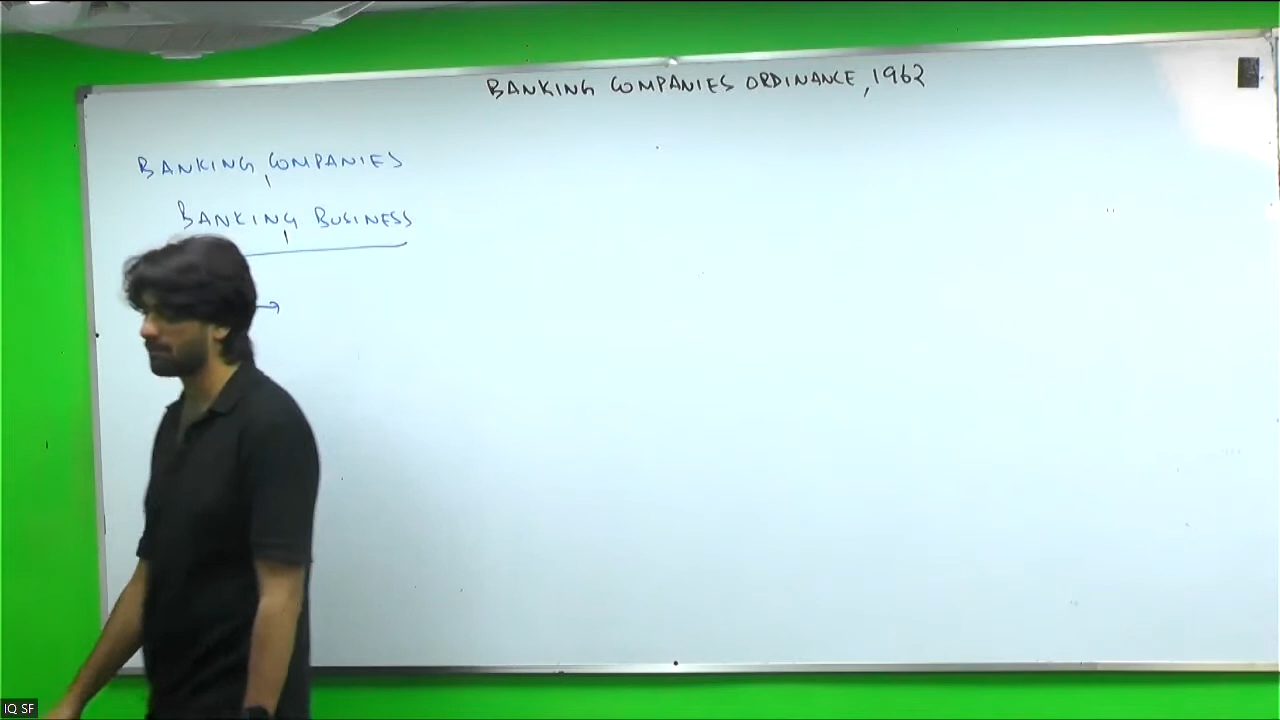 BANKING COMPANIES ORDINANCE, 1962
BANKING COMPANIES
BANKING BUSINESS
IQ SF